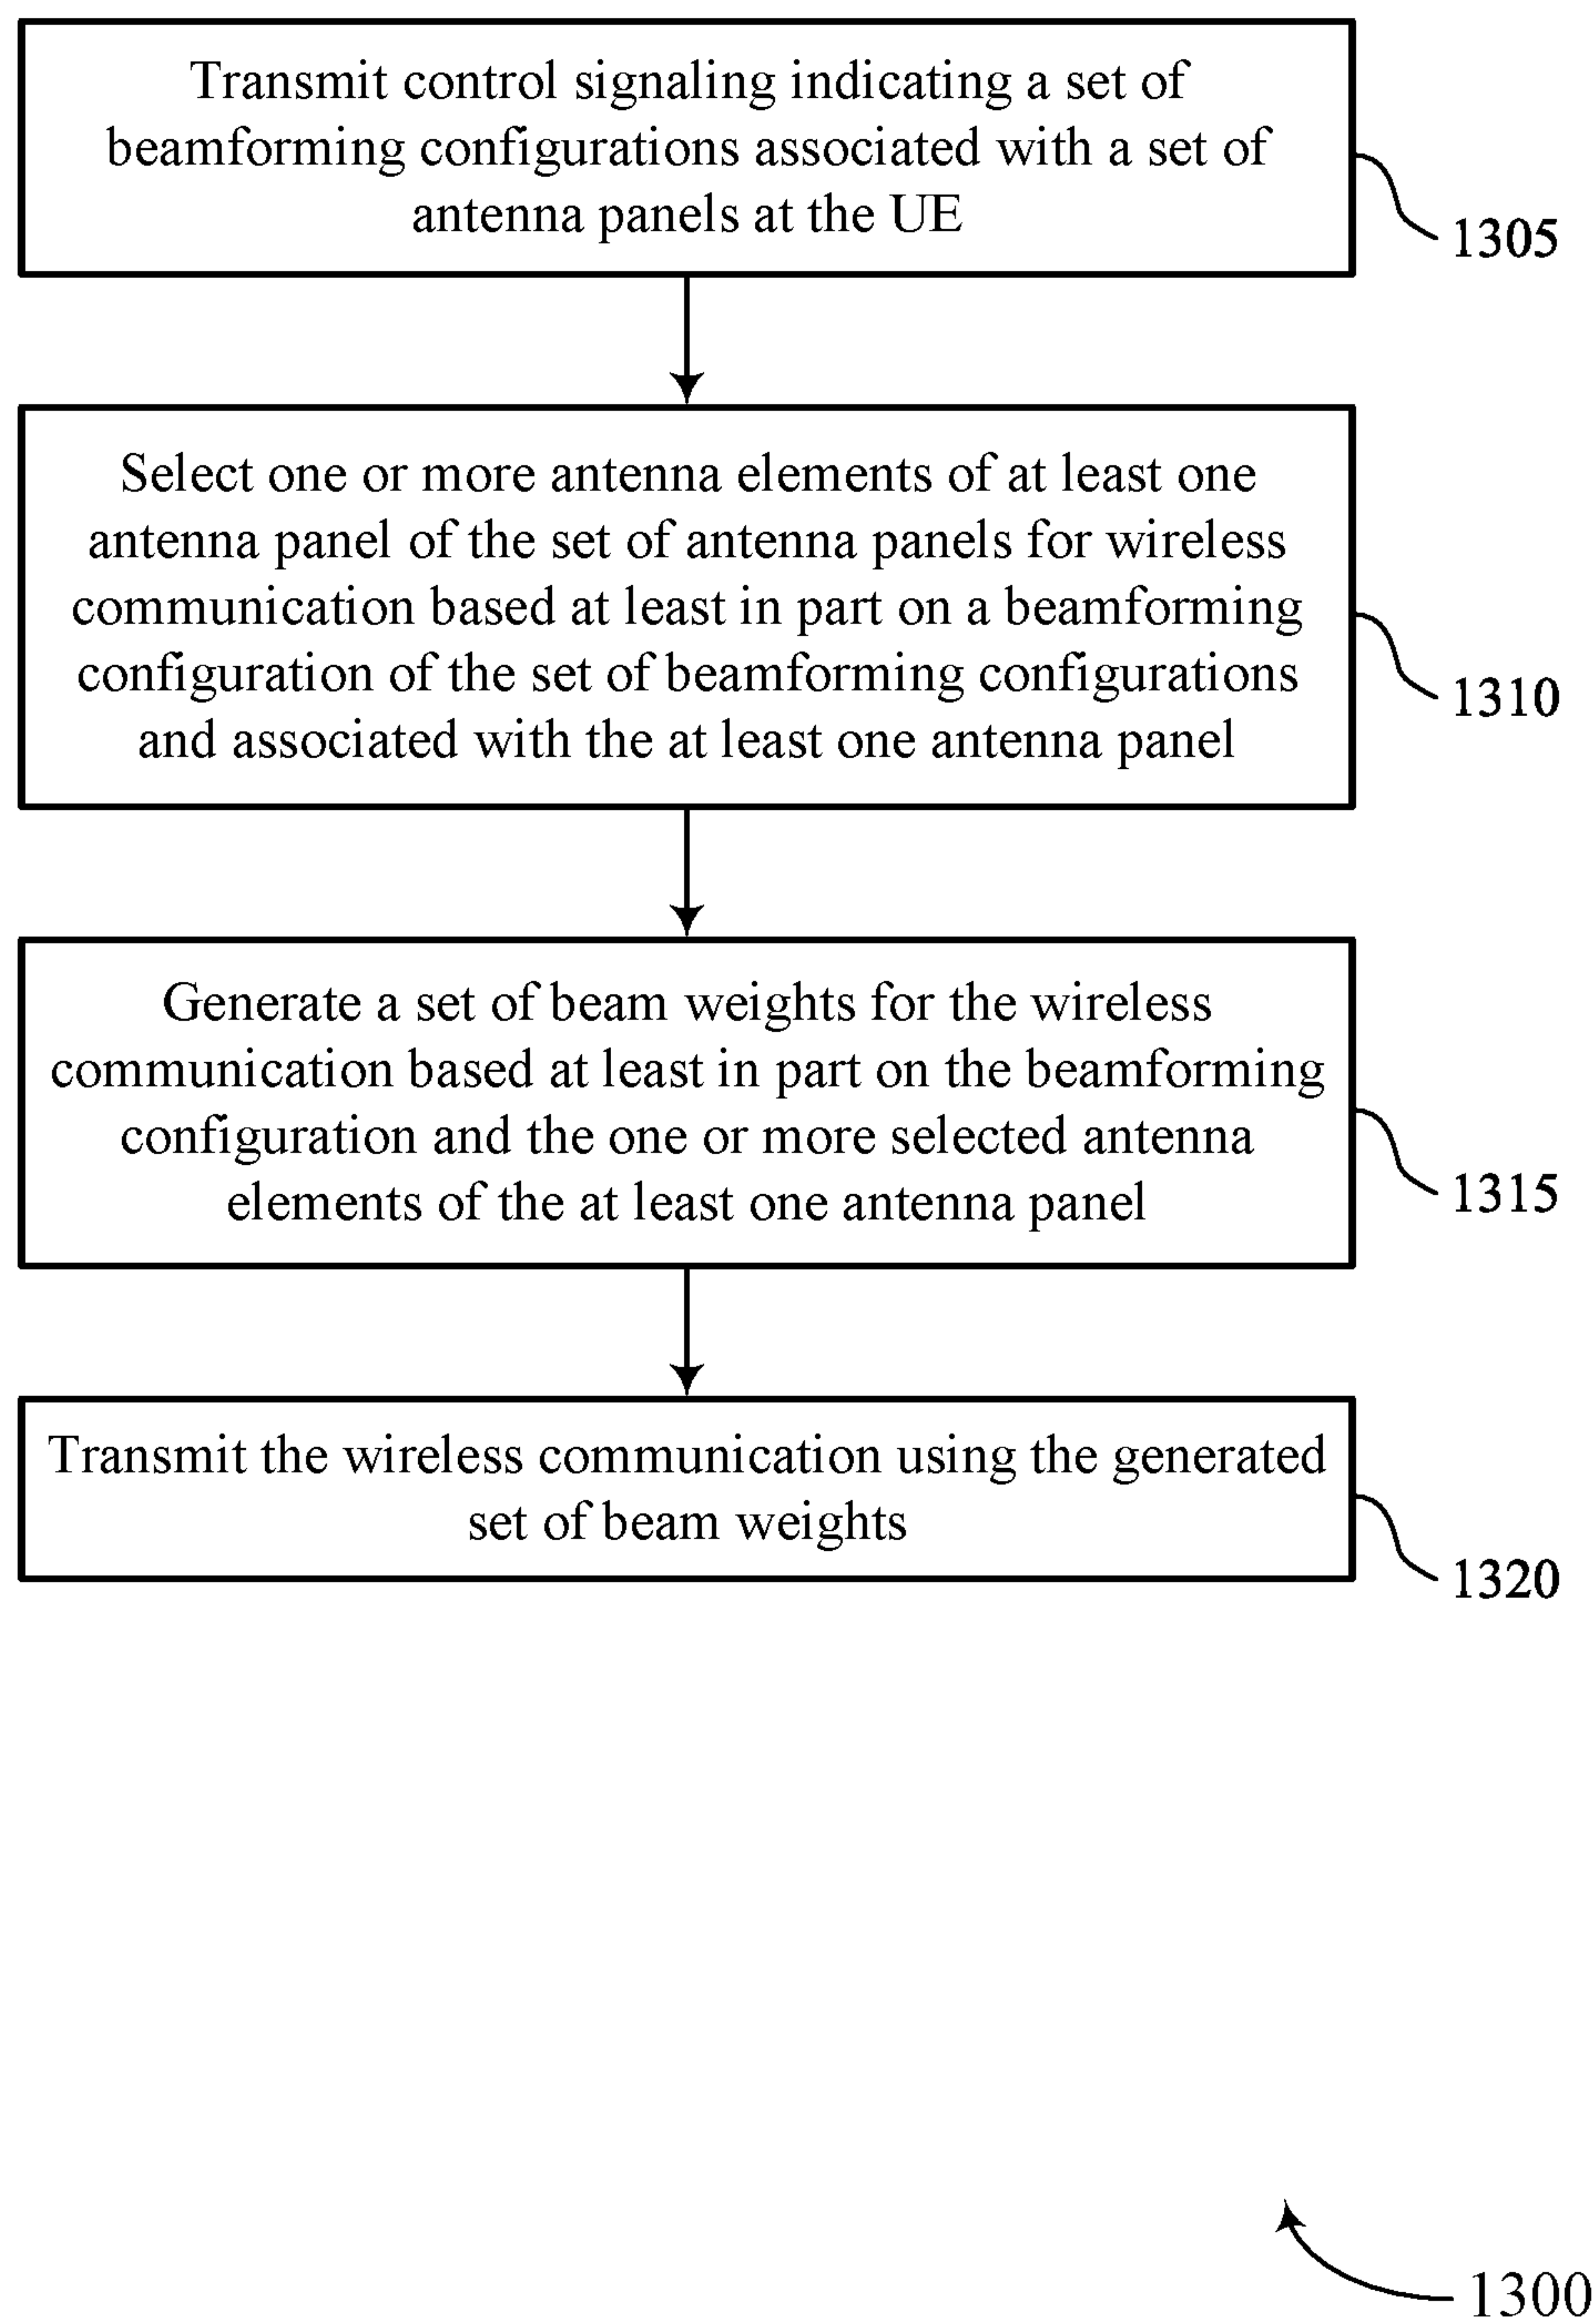 Transmit control signaling indicating a set of
beamforming configurations associated with a set of
antenna panels at the UE
1305
Select one or more antenna elements of at least one
antenna panel of the set of antenna panels for wireless
communication based at least in part on a beamforming
configuration of the set of beamforming configurations
and associated with the at least one antenna panel
1310
Generate a set of beam weights for the wireless
communication based at least in part on the beamforming
configuration and the one or more selected antenna
elements of the at least one antenna panel
1315
Transmit the wireless communication using the generated
set of beam weights
1320
1300